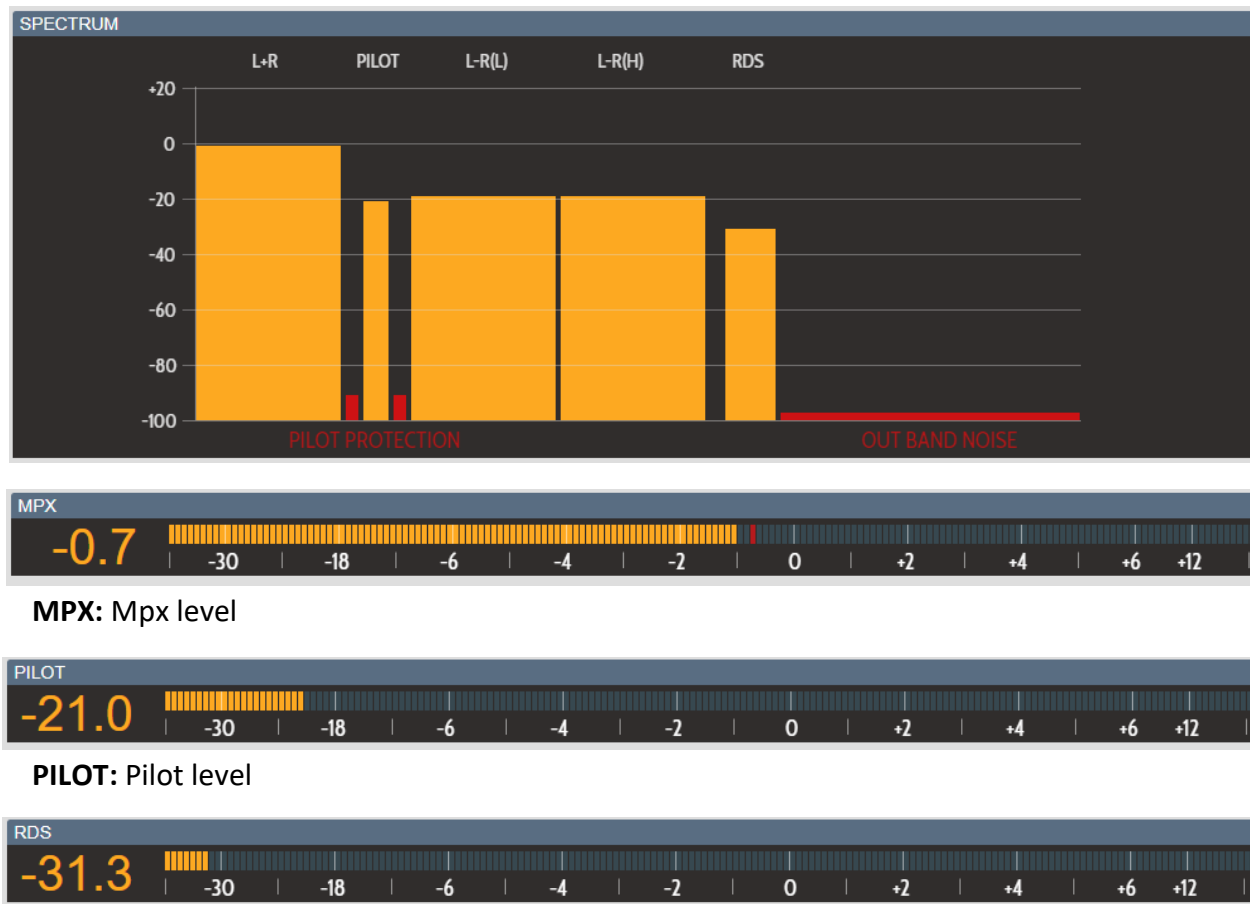 SPECTRUM
L+R PILOT L-R(L) L-R(H) RDS
+20
0
-20
-40
-60
-80
-100
PILOT PROTECTION OUT BAND NOISE
MPX
-0.7
-30 -18 -6 -4 -2 0 +2 +4 +6 +12
MPX: Mpx level
PILOT
-21.0
-30 -18 -6 -4 -2 0 +2 +4 +6 +12
PILOT: Pilot level
RDS
-31.3
-30 -18 -6 -4 -2 0 +2 +4 +6 +12